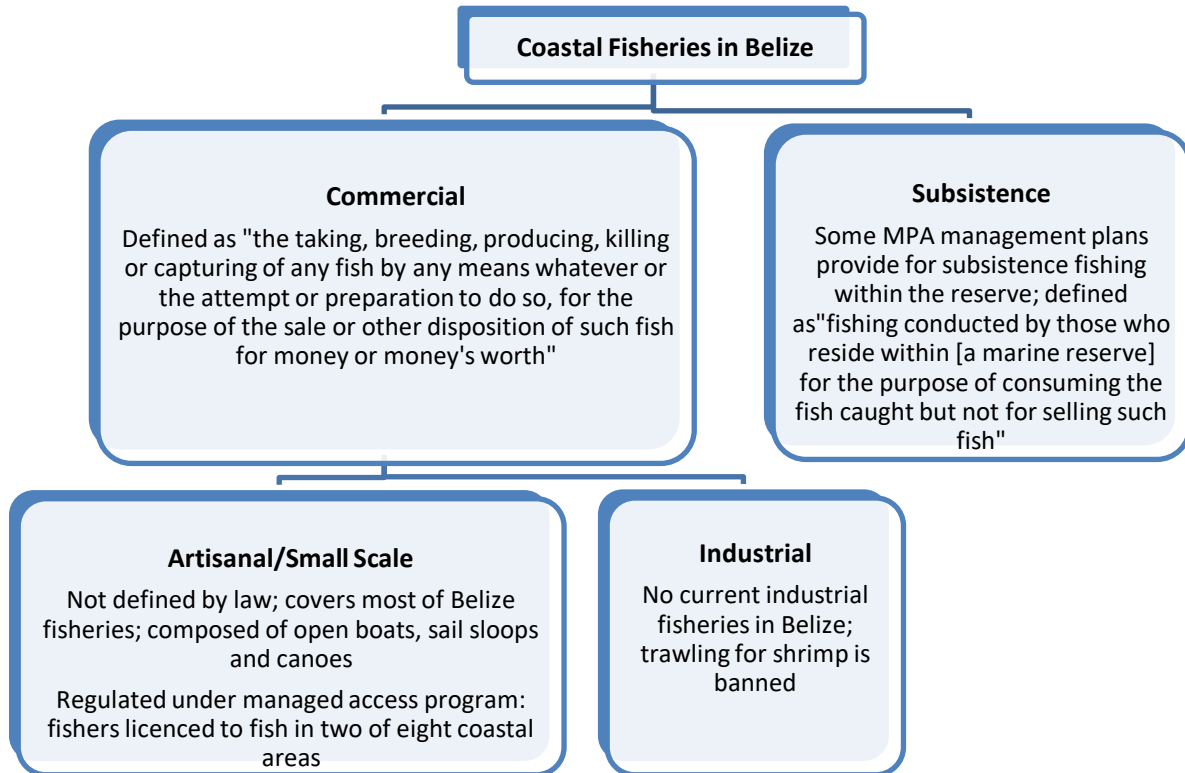 Coastal Fisheries in Belize
Commercial
Defined as "the taking, breeding, producing, killing
or capturing of any fish by any means whatever or
the attempt or preparation to do so, for the
purpose of the sale or other disposition of such fish
for money or money's worth"
Subsistence
Some MPA management plans
provide for subsistence fishing
within the reserve; defined
as"fishing conducted by those who
reside within [a marine reserve]
for the purpose of consuming the
fish caught but not for selling such
fish"
Artisanal/Small Scale
Not defined by law; covers most of Belize
fisheries; composed of open boats, sail sloops
and canoes
Regulated under managed access program:
fishers licenced to fish in two of eight coastal
areas
Industrial
No current industrial
fisheries in Belize;
trawling for shrimp is
banned